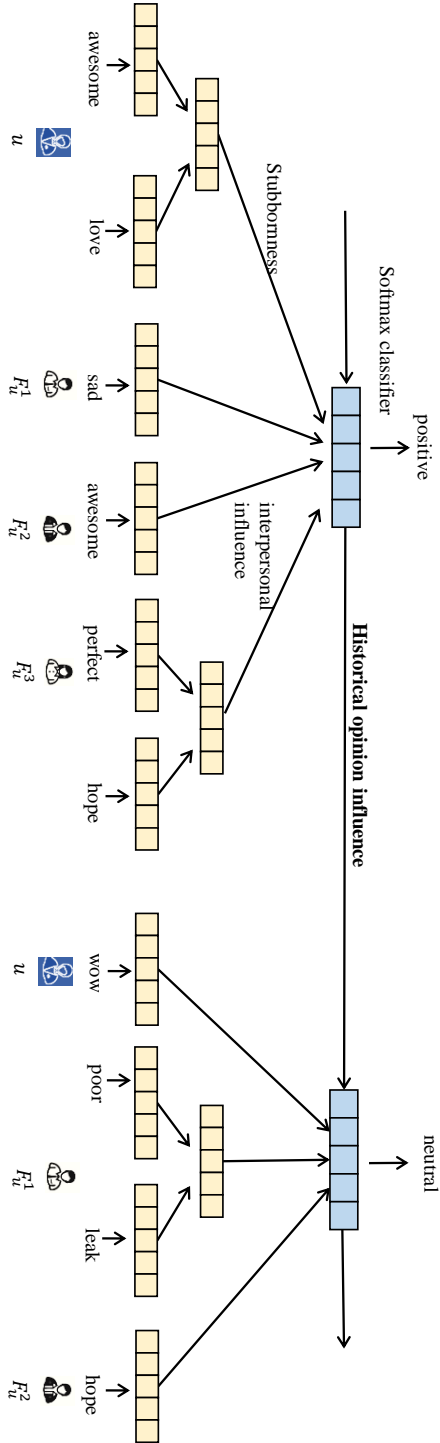 positive
Softmax classifier
neutral
Historical opinion influence
Stubbornness
interpersonal
influence
awesome
love
sad
awesome
perfect
hope
wow
poor
leak
hope
u
F_u^1
F_u^2
F_u^3
u
F_u^1
F_u^2